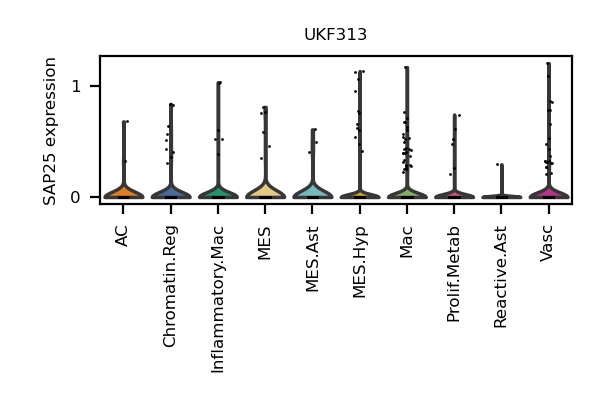 UKF313
SAP25 expression
1
0
AC
Chromatin.Reg
Inflammatory.Mac
MES
MES.Ast
MES.Hyp
Mac
Prolif.Metab
Reactive.Ast
Vasc